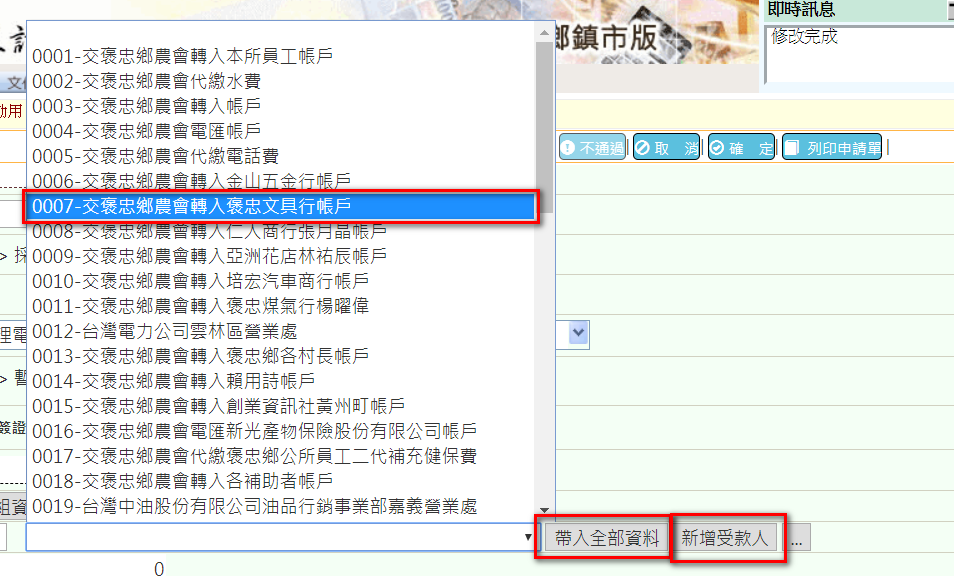 即時訊息
修改完成
鄉鎮市版
文
動用
不通過
取 消
確 定
列印申請單
0001-交褒忠鄉農會轉入本所員工帳戶
0002-交褒忠鄉農會代繳水費
0003-交褒忠鄉農會轉入帳戶
0004-交褒忠鄉農會電匯帳戶
0005-交褒忠鄉農會代繳電話費
0006-交褒忠鄉農會轉入金山五金行帳戶
0007-交褒忠鄉農會轉入褒忠文具行帳戶
0008-交褒忠鄉農會轉入仁人商行張月晶帳戶
0009-交褒忠鄉農會轉入亞洲花店林祐辰帳戶
0010-交褒忠鄉農會轉入培宏汽車商行帳戶
0011-交褒忠鄉農會轉入褒忠煤氣行楊曜偉
0012-台灣電力公司雲林區營業處
0013-交褒忠鄉農會轉入褒忠鄉各村長帳戶
0014-交褒忠鄉農會轉入賴用詩帳戶
0015-交褒忠鄉農會轉入創業資訊社黃州町帳戶
0016-交褒忠鄉農會電匯新光產物保險股份有限公司帳戶
0017-交褒忠鄉農會代繳褒忠鄉公所員工二代補充健保費
0018-交褒忠鄉農會轉入各補助者帳戶
0019-台灣中油股份有限公司油品行銷事業部嘉義營業處
> 採
理電
> 暫
簽證
組資
帶入全部資料
新增受款人
...
0